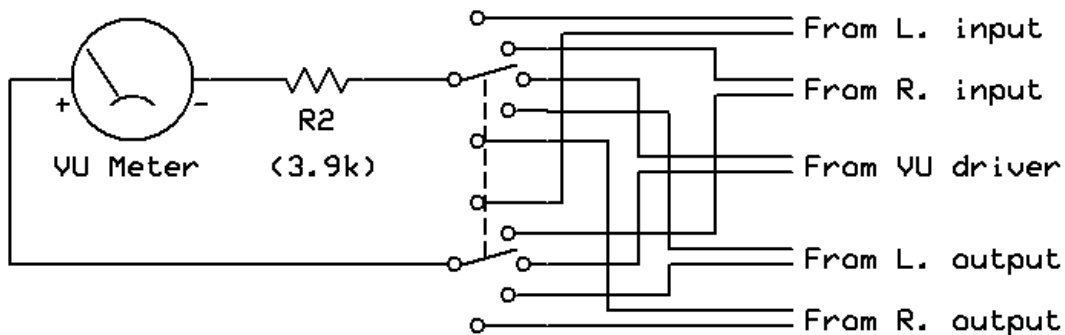 From L. input
From R. input
+
-
R2
VU Meter
(3.9k)
From VU driver
From L. output
From R. output